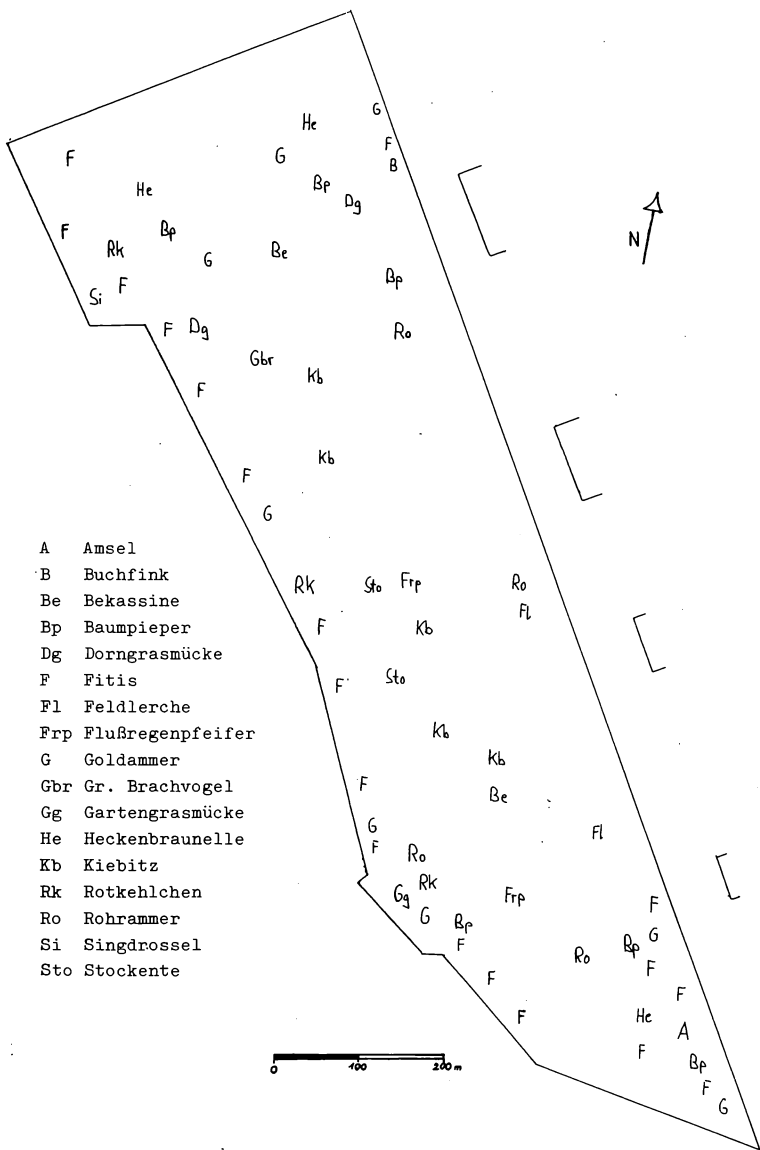 He
G
F
F
G
B
He
Bp
Dg
F
Bp
Rk
G
Be
N
Si
F
Bp
F
Dg
Ro
Gbr
Kb
F
Kb
F
G
Rk
Sto
Frp
Ro
Fl
F
Kb
F
Sto
Kb
Kb
F
Be
G
F
Ro
Fl
Rk
Gg
G
Frp
Bp
F
F
G
Bp
Ro
F
F
F
F
He
A
F
Bp
F
G
A Amsel
B Buchfink
Be Bekassine
Bp Baumpieper
Dg Dorngrasmücke
F Fitis
Fl Feldlerche
Frp Flußregenpfeifer
G Goldammer
Gbr Gr. Brachvogel
Gg Gartengrasmücke
He Heckenbraunelle
Kb Kiebitz
Rk Rotkehlchen
Ro Rohrammer
Si Singdrossel
Sto Stockente
0 100 200 m